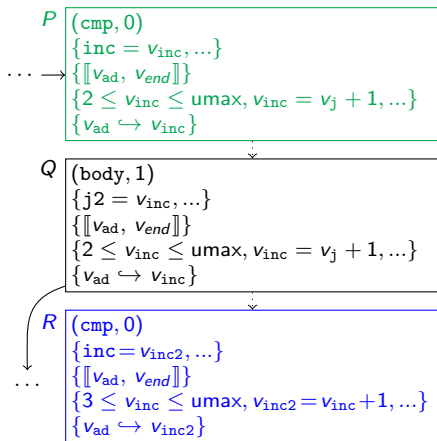 P
(cmp, 0)
{inc = v_inc, ...}
··· {⟦v_ad, v_end⟧}
{2 ≤ v_inc ≤ umax, v_inc = v_j + 1, ...}
{v_ad ↪ v_inc}
Q
(body, 1)
{j2 = v_inc, ...}
{⟦v_ad, v_end⟧}
{2 ≤ v_inc ≤ umax, v_inc = v_j + 1, ...}
{v_ad ↪ v_inc}
R
(cmp, 0)
{inc = v_inc2, ...}
··· {⟦v_ad, v_end⟧}
{3 ≤ v_inc ≤ umax, v_inc2 = v_inc + 1, ...}
{v_ad ↪ v_inc2}